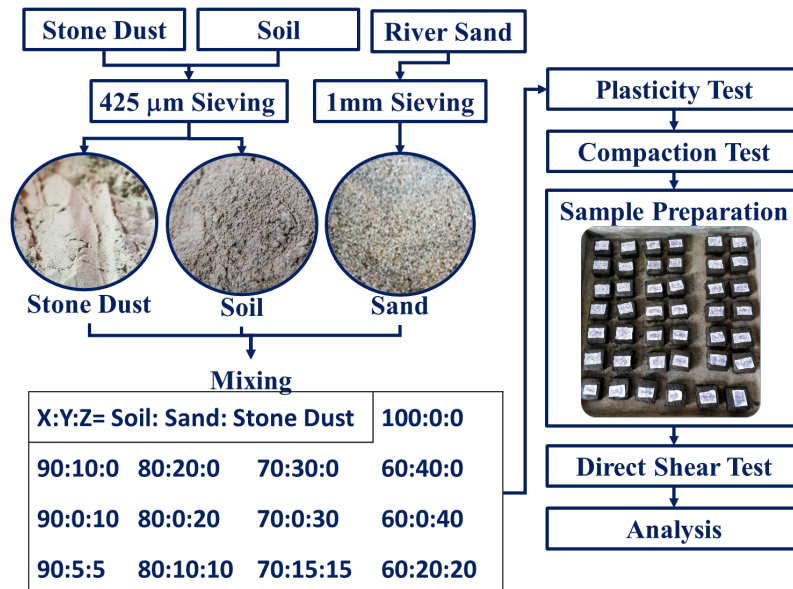 Stone Dust
Soil
River Sand
425 μm Sieving
1mm Sieving
Stone Dust
Soil
Sand
Mixing
X:Y:Z= Soil: Sand: Stone Dust
100:0:0
90:10:0 80:20:0 70:30:0 60:40:0
90:0:10 80:0:20 70:0:30 60:0:40
90:5:5 80:10:10 70:15:15 60:20:20
Plasticity Test
Compaction Test
Sample Preparation
Direct Shear Test
Analysis